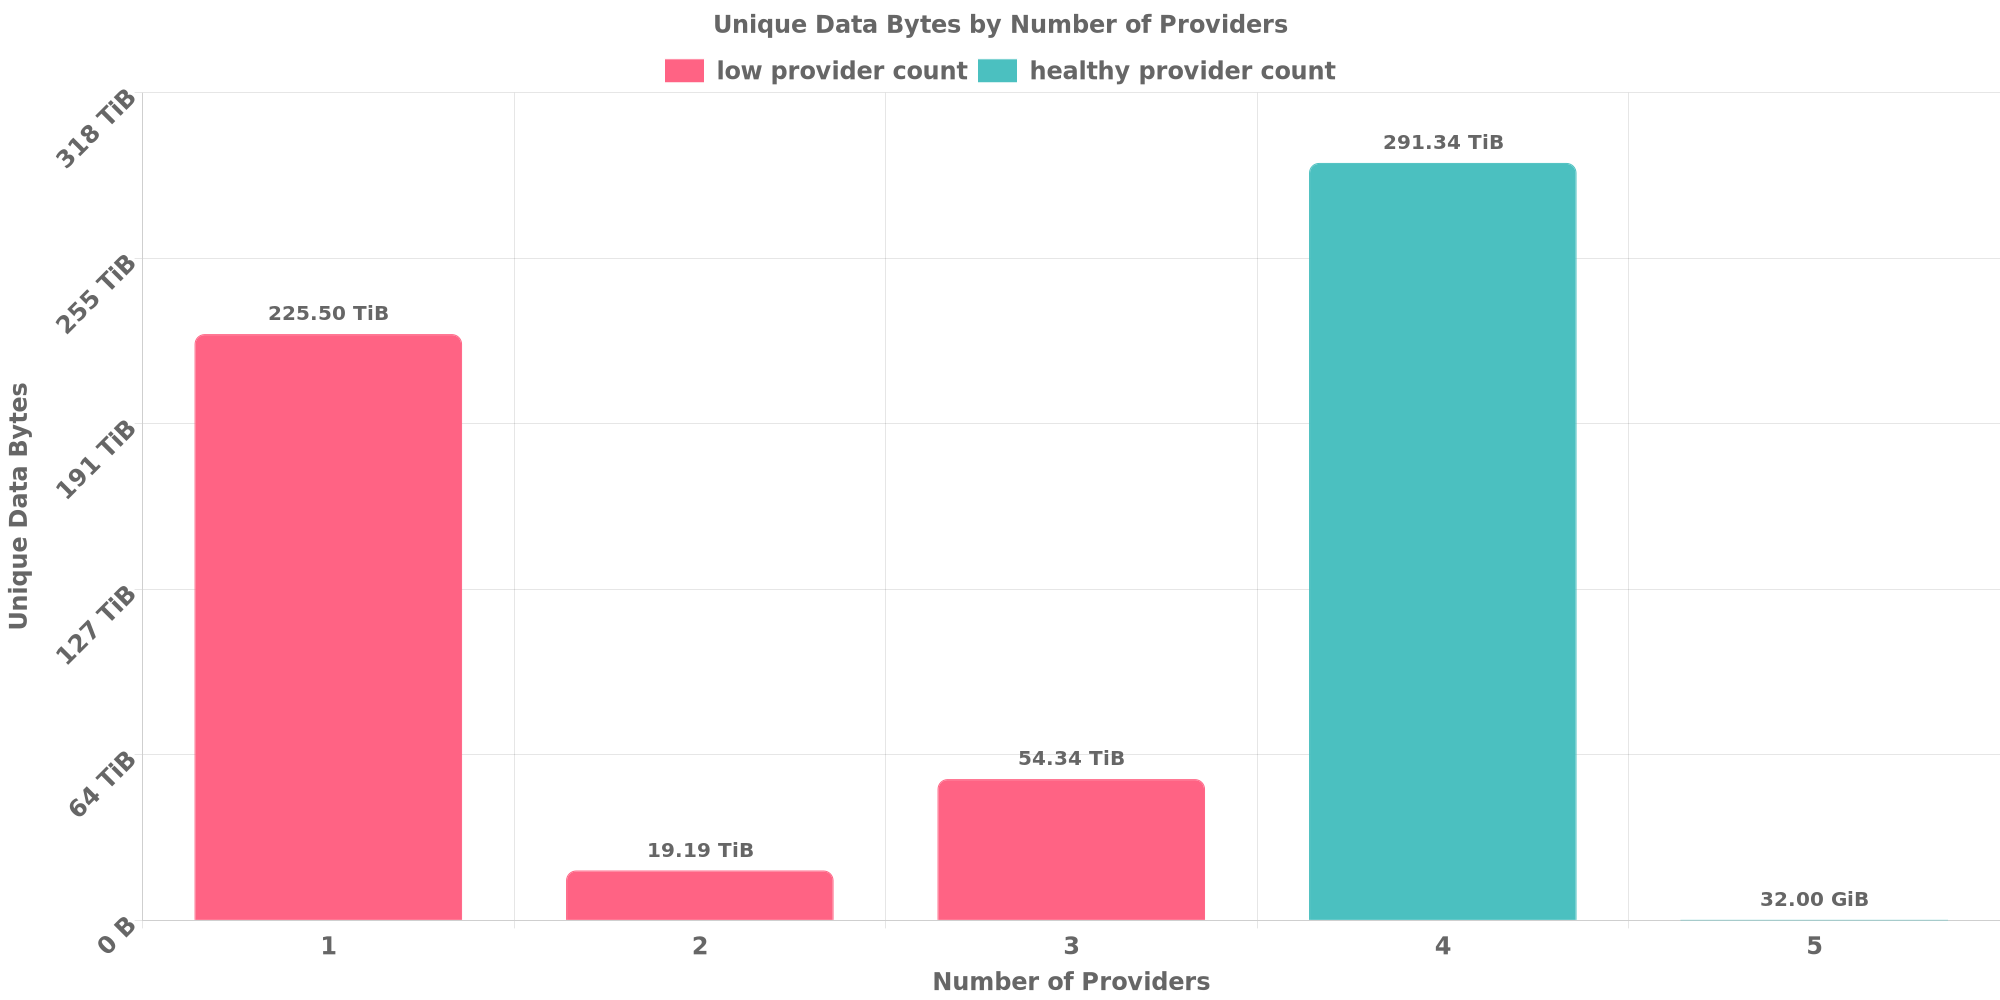 Unique Data Bytes by Number of Providers
low provider count healthy provider count
318 TiB
291.34 TiB
255 TiB
225.50 TiB
191 TiB
Unique Data Bytes
127 TiB
64 TiB
54.34 TiB
19.19 TiB
32.00 GiB
0 B
1 2 3 4 5
Number of Providers